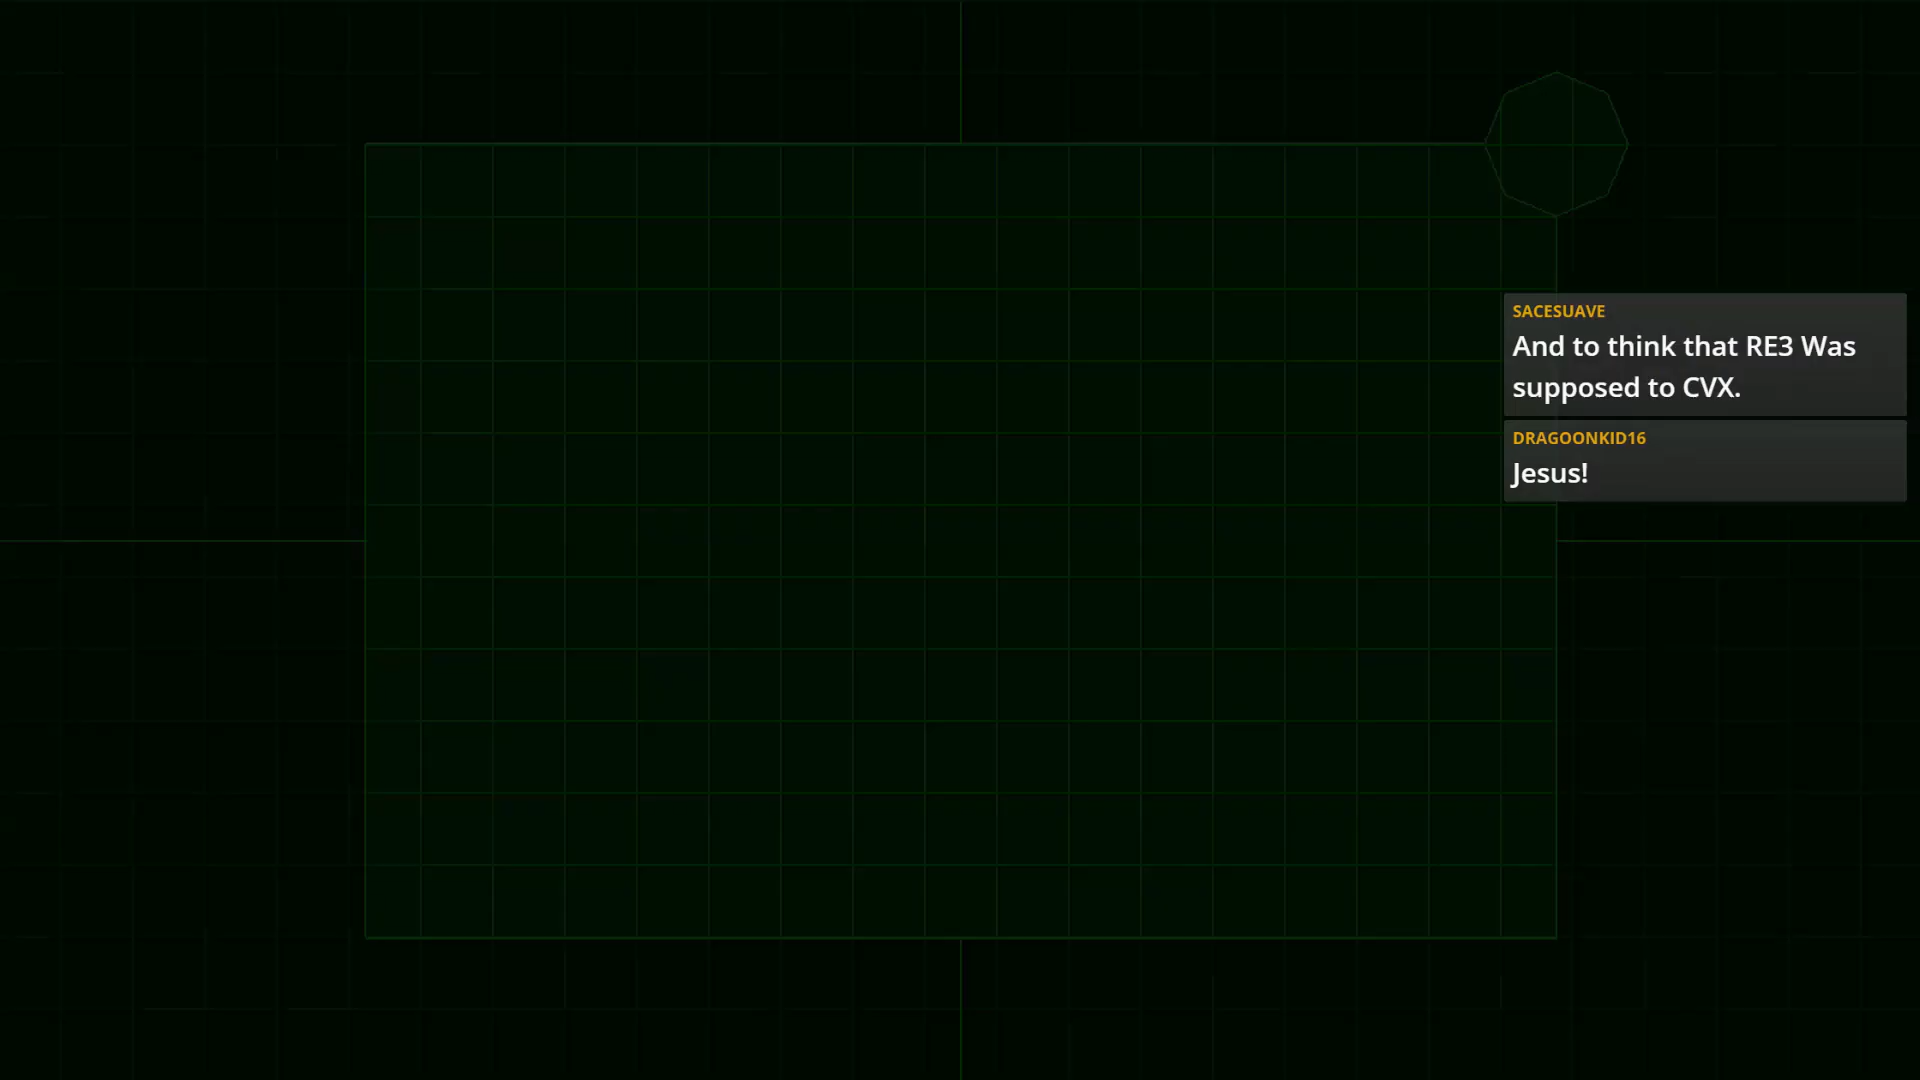 SACESUAVE
And to think that RE3 Was
supposed to CVX.
DRAGOONKID16
Jesus!